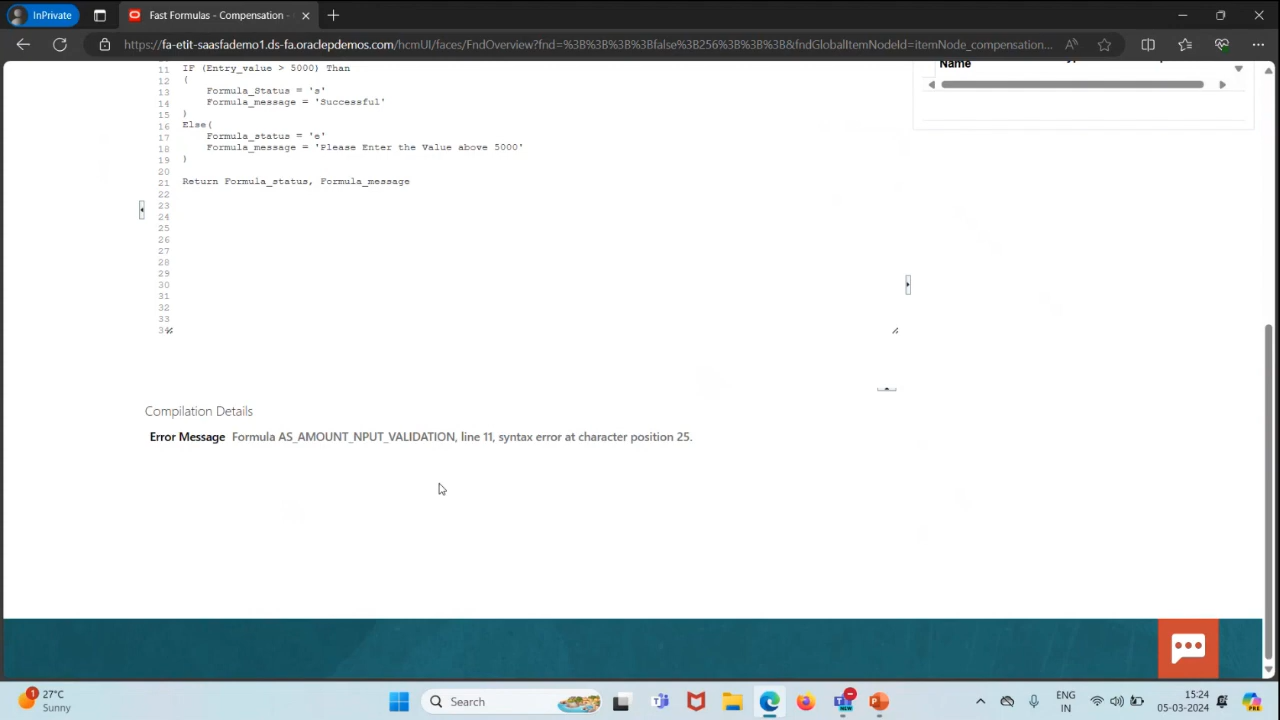 InPrivate
Fast Formulas - Compensation -
https://fa-etit-saasfademo1.ds-fa.oraclepdemos.com/hcmUI/faces/FndOverview?fnd=%3B%3B%3B%3Bfalse%3B256%3B%3B%3B&fndGlobalItemNodeId=itemNode_compensation...
Name
11 IF (Entry_value > 5000) Than
12 (
13 Formula_Status = 's'
14 Formula_message = 'Successful'
15 )
16 Else(
17 Formula_status = 'e'
18 Formula_message = 'Please Enter the Value above 5000'
19 )
20
21 Return Formula_status, Formula_message
22
23
24
25
26
27
28
29
30
31
32
33
34
Compilation Details
Error Message Formula AS_AMOUNT_NPUT_VALIDATION, line 11, syntax error at character position 25.
1
27°C
Sunny
Search
NEW
ENG
IN
15:24
05-03-2024
PRE